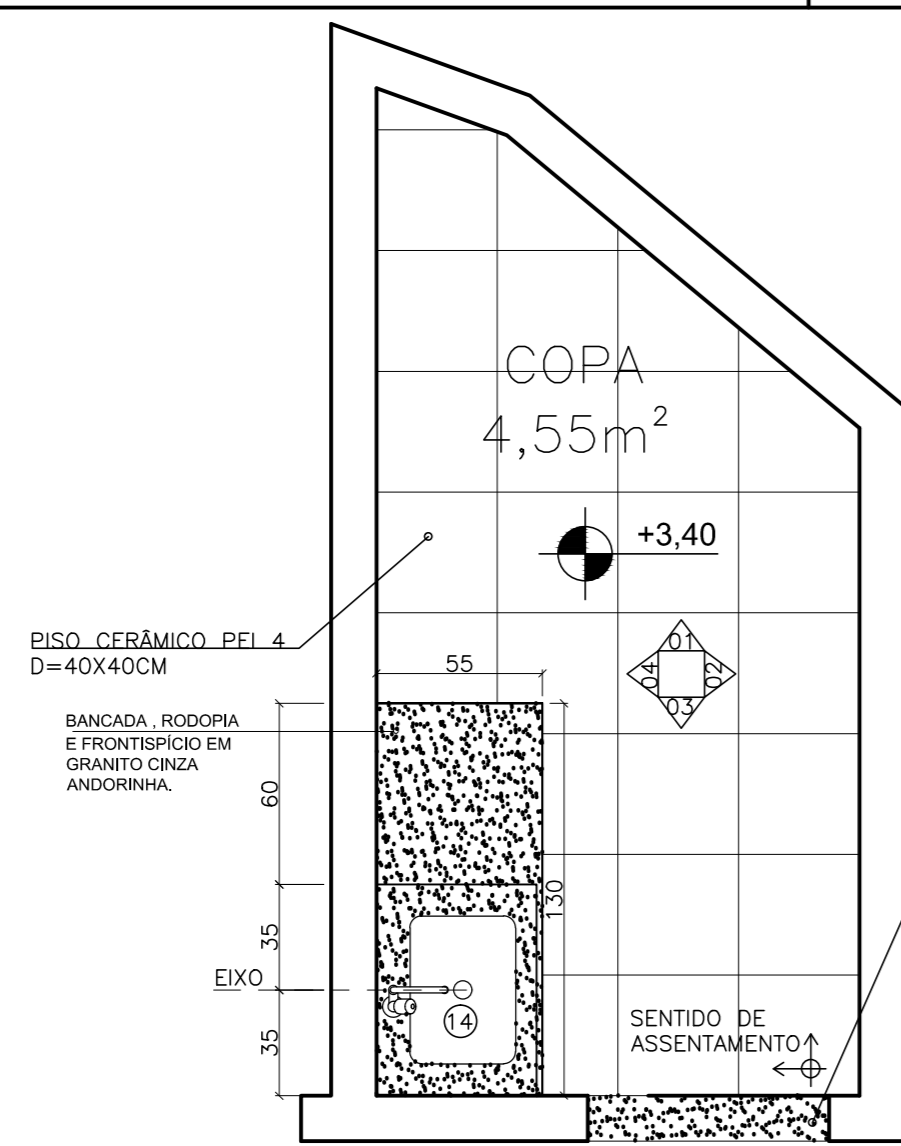 COPA
4,55m²
+3,40
PISO CERÂMICO PEI 4
D=40X40CM
01
04
02
03
55
BANCADA , RODOPIA
E FRONTISPÍCIO EM
GRANITO CINZA
ANDORINHA.
60
130
35
EIXO
14
35
SENTIDO DE
ASSENTAMENTO